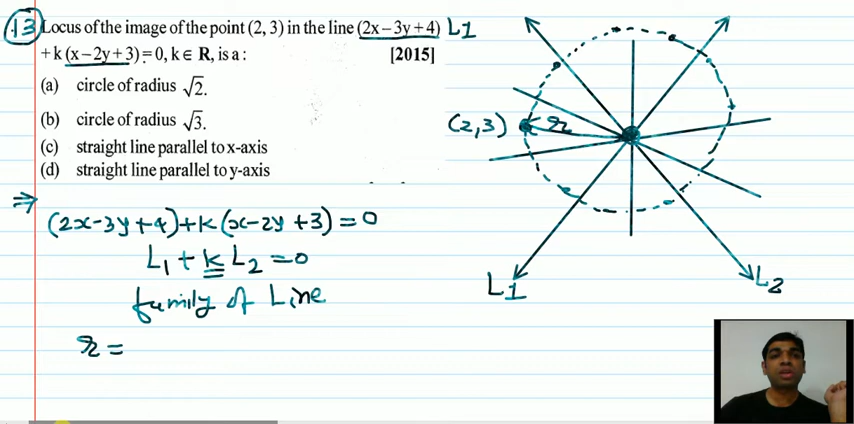 13 Locus of the image of the point (2, 3) in the line (2x – 3y + 4) L1
+ k (x – 2y + 3) = 0, k ∈ R, is a : [2015]
(a) circle of radius √2.
(b) circle of radius √3.
(c) straight line parallel to x-axis
(d) straight line parallel to y-axis
(2,3) r
L1 L2
⇒ (2x-3y+4)+k(x-2y+3)=0
L1 + k L2 = 0
family of Line
r =